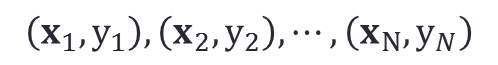 (𝐱₁, y₁), (𝐱₂, y₂), ⋯, (𝐱_N, y_N)